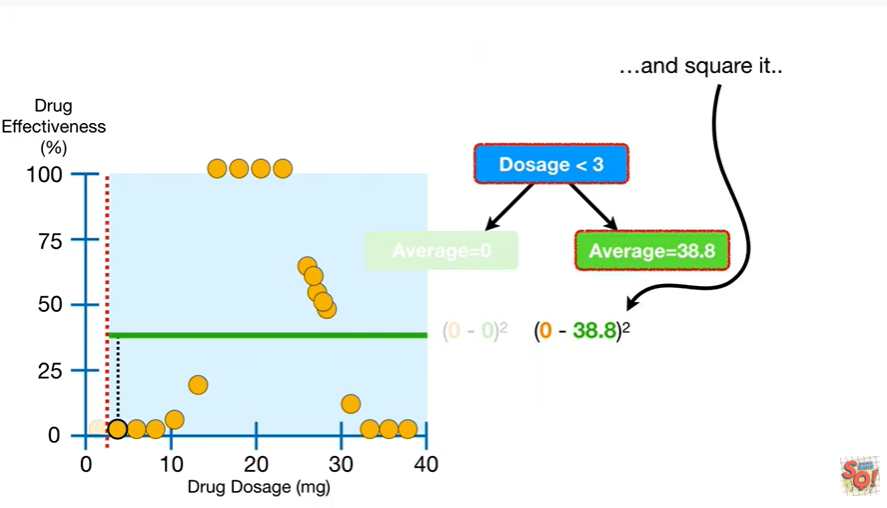 ...and square it..
Drug
Effectiveness
(%)
100
75
50
25
0
0 10 20 30 40
Drug Dosage (mg)
Dosage < 3
Average=0
Average=38.8
(0 - 0)² (0 - 38.8)²
SQ!